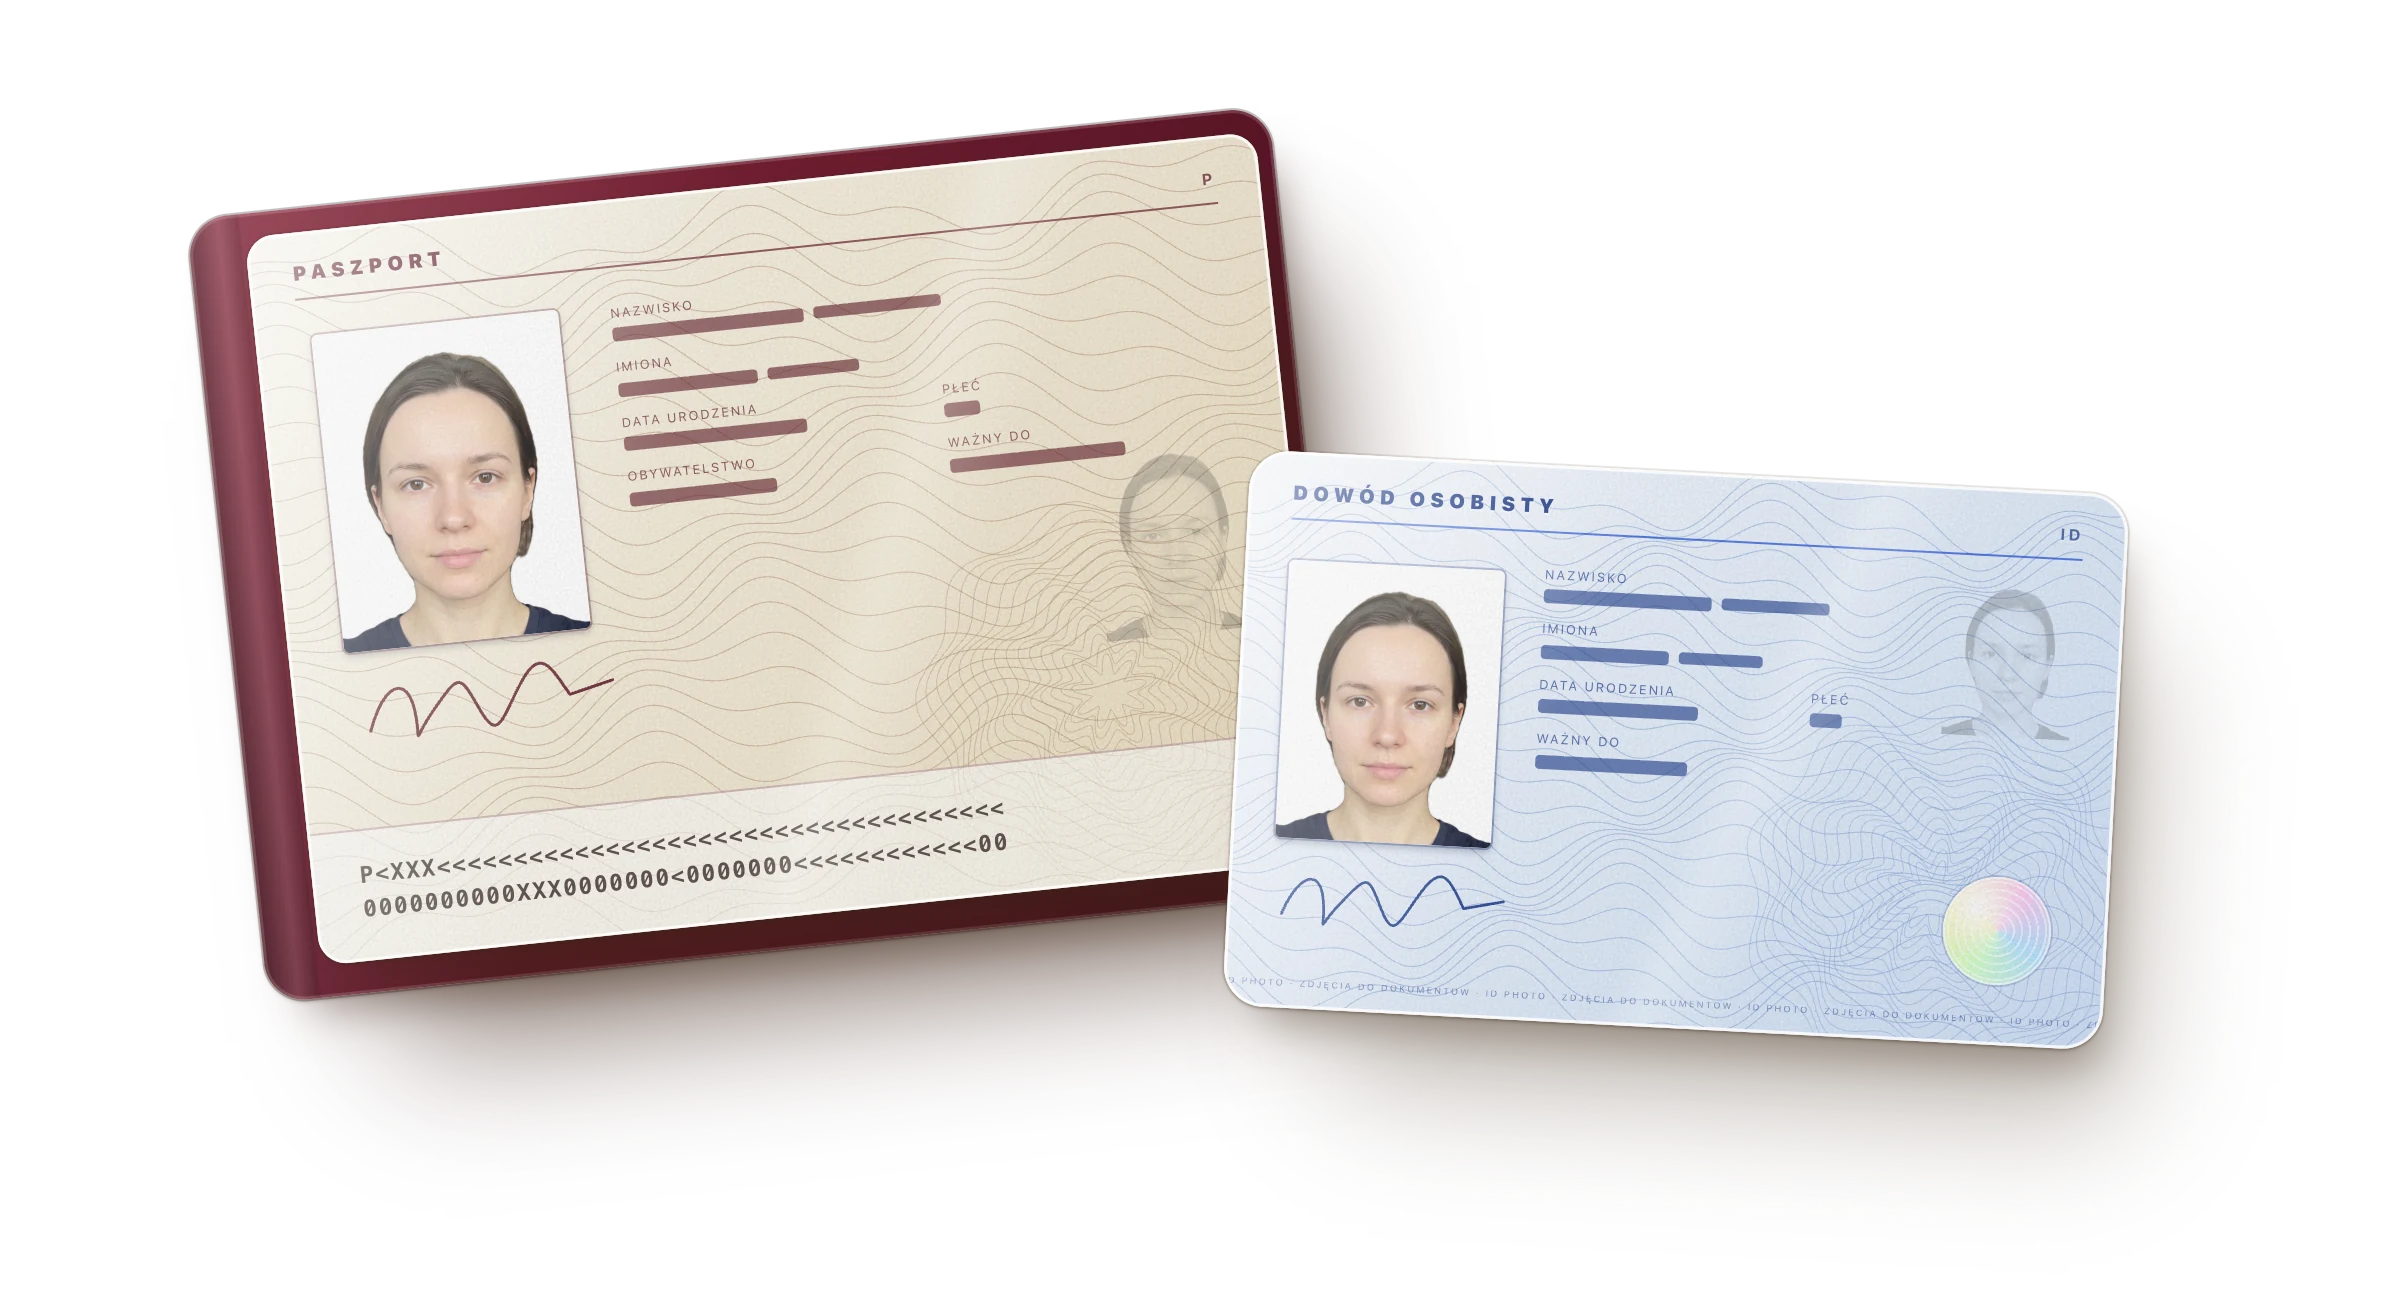 PASZPORT
P
NAZWISKO
IMIONA
DATA URODZENIA
OBYWATELSTWO
PŁEĆ
WAŻNY DO
P<XXX<<<<<<<<<<<<<<<<<<<<<<<<<<<<<<<<<<<<<
0000000000XXX0000000<0000000<<<<<<<<<<<<00
DOWÓD OSOBISTY
ID
NAZWISKO
IMIONA
DATA URODZENIA
PŁEĆ
WAŻNY DO
PHOTO · ZDJĘCIA DO DOKUMENTÓW · ID PHOTO · ZDJĘCIA DO DOKUMENTÓW · ID PHOTO · ZDJĘCIA DO DOKUMENTÓW · ID PHOTO ·